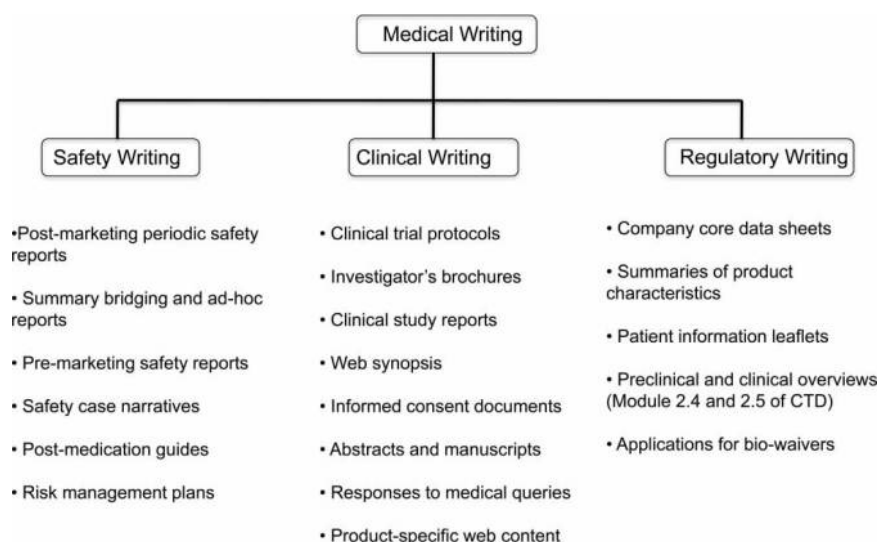 Medical Writing
Safety Writing
Clinical Writing
Regulatory Writing
•Post-marketing periodic safety
reports
• Summary bridging and ad-hoc
reports
• Pre-marketing safety reports
• Safety case narratives
• Post-medication guides
• Risk management plans
• Clinical trial protocols
• Investigator’s brochures
• Clinical study reports
• Web synopsis
• Informed consent documents
• Abstracts and manuscripts
• Responses to medical queries
• Product-specific web content
• Company core data sheets
• Summaries of product
characteristics
• Patient information leaflets
• Preclinical and clinical overviews
(Module 2.4 and 2.5 of CTD)
• Applications for bio-waivers